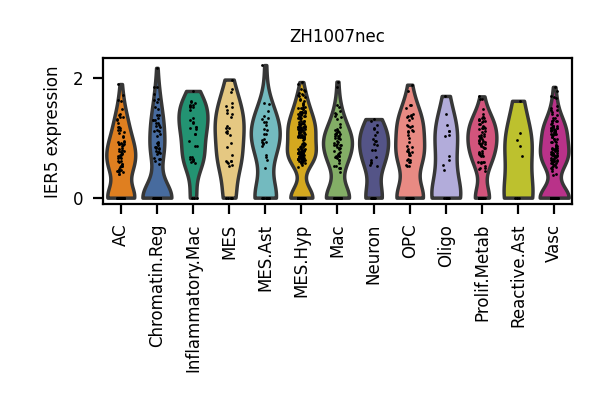 ZH1007nec
IER5 expression
2
0
AC
Chromatin.Reg
Inflammatory.Mac
MES
MES.Ast
MES.Hyp
Mac
Neuron
OPC
Oligo
Prolif.Metab
Reactive.Ast
Vasc